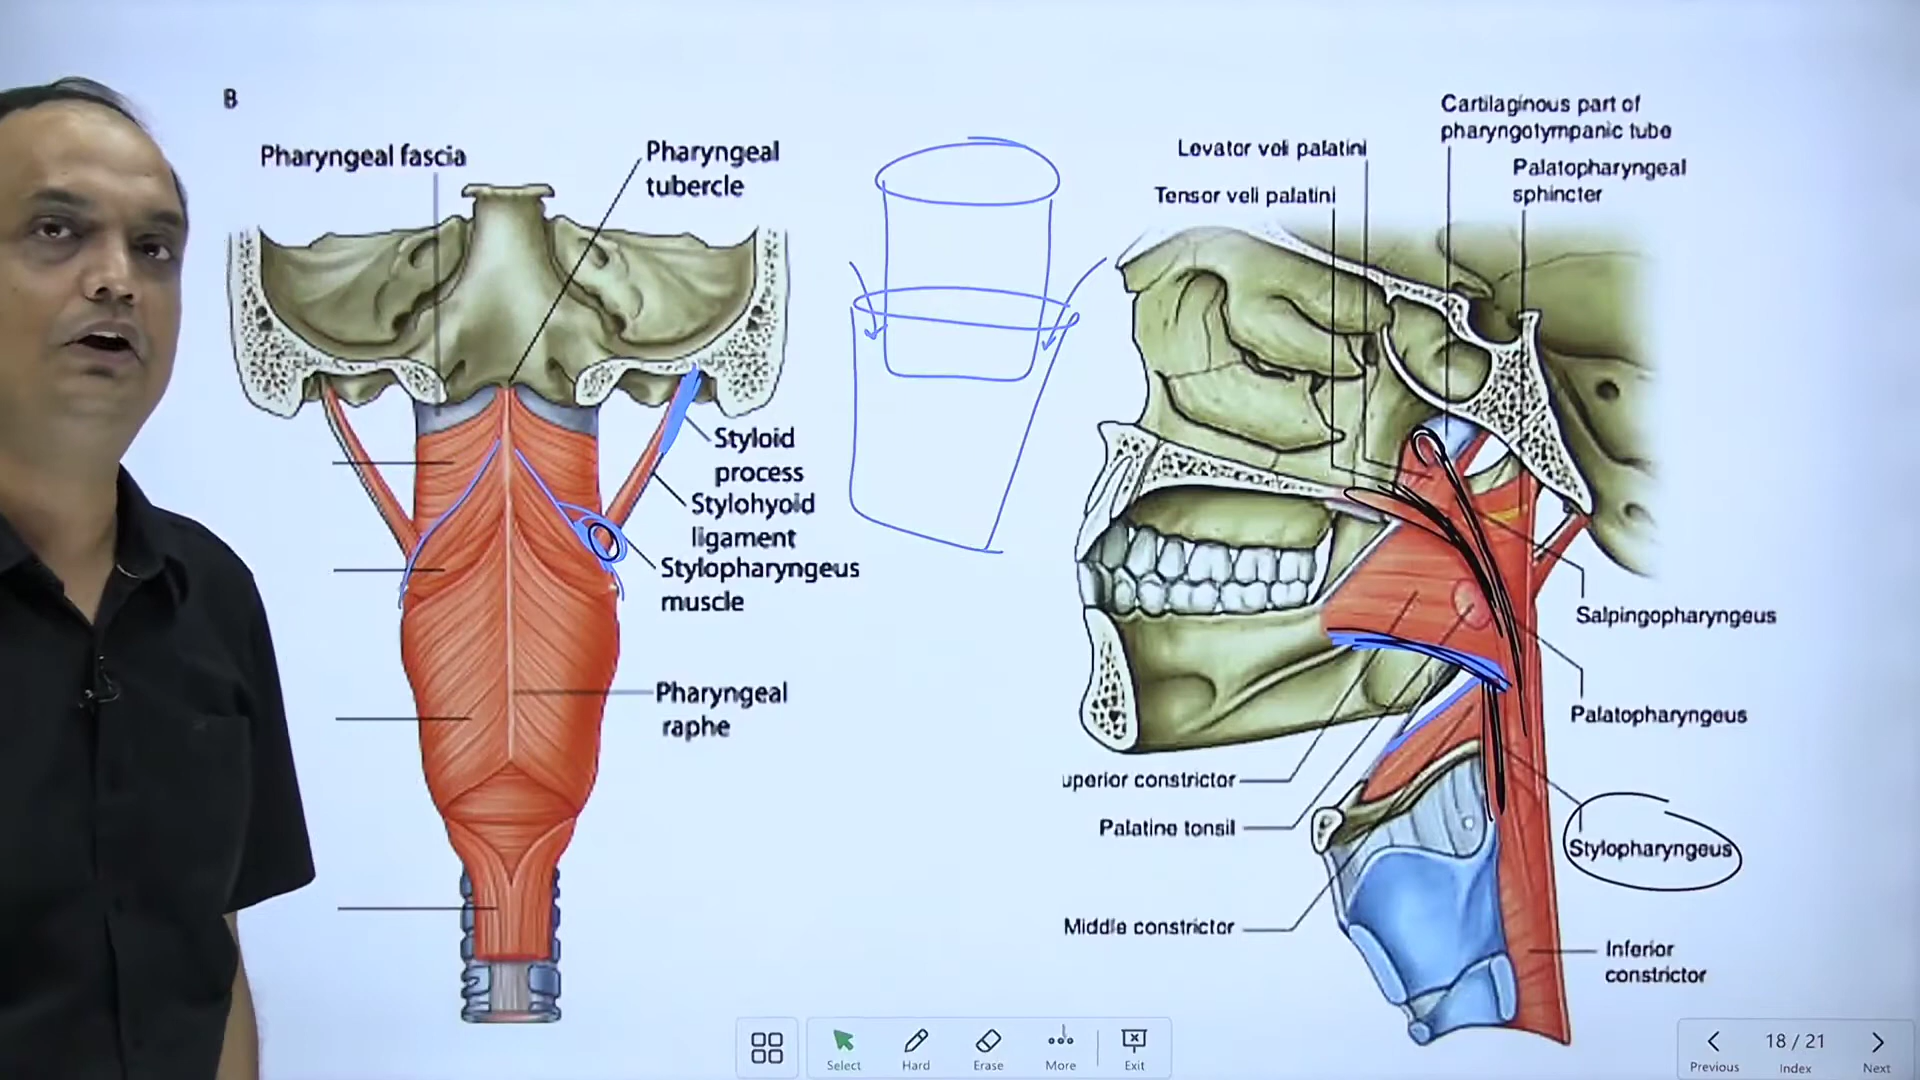 B
Pharyngeal fascia
Pharyngeal
tubercle
Styloid
process
Stylohyoid
ligament
Stylopharyngeus
muscle
Pharyngeal
raphe
Cartilaginous part of
pharyngotympanic tube
Levator veli palatini
Palatopharyngeal
sphincter
Tensor veli palatini
Salpingopharyngeus
Palatopharyngeus
uperior constrictor
Palatine tonsil
Stylopharyngeus
Middle constrictor
Inferior
constrictor
Select
Hard
Erase
More
Exit
18 / 21
Previous
Index
Next